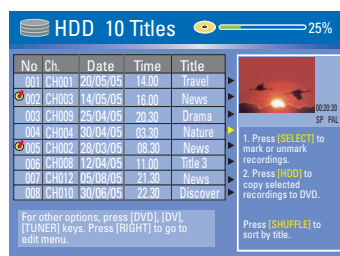 HDD 10 Titles 25%
No Ch. Date Time Title
001 CH001 20/05/05 14.00 Travel
002 CH003 14/05/05 16.00 News
003 CH009 25/04/05 20.30 Drama
004 CH004 30/04/05 03.30 Nature
005 CH002 28/03/05 08.30 News
006 CH008 12/04/05 11.00 Title 3
007 CH012 05/08/05 21.30 News
008 CH010 30/06/05 22.30 Discover
For other options, press [DVD], [DV],
[TUNER] keys. Press [RIGHT] to go to
edit menu.
00:20:20
SP PAL
1. Press [SELECT] to
mark or unmark
recordings.
2. Press [HDD] to
copy selected
recordings to DVD.
Press [SHUFFLE] to
sort by title.